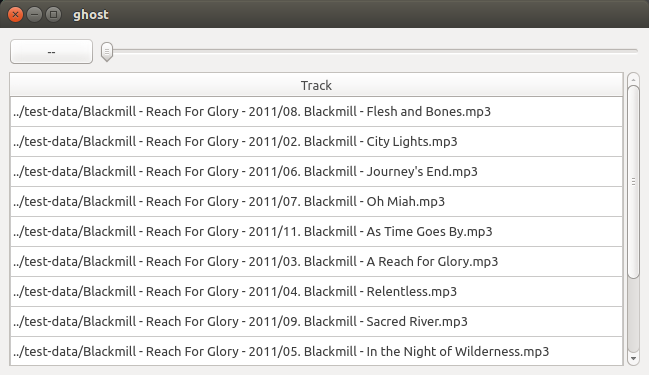 ghost
--
Track
../test-data/Blackmill - Reach For Glory - 2011/08. Blackmill - Flesh and Bones.mp3
../test-data/Blackmill - Reach For Glory - 2011/02. Blackmill - City Lights.mp3
../test-data/Blackmill - Reach For Glory - 2011/06. Blackmill - Journey's End.mp3
../test-data/Blackmill - Reach For Glory - 2011/07. Blackmill - Oh Miah.mp3
../test-data/Blackmill - Reach For Glory - 2011/11. Blackmill - As Time Goes By.mp3
../test-data/Blackmill - Reach For Glory - 2011/03. Blackmill - A Reach for Glory.mp3
../test-data/Blackmill - Reach For Glory - 2011/04. Blackmill - Relentless.mp3
../test-data/Blackmill - Reach For Glory - 2011/09. Blackmill - Sacred River.mp3
../test-data/Blackmill - Reach For Glory - 2011/05. Blackmill - In the Night of Wilderness.mp3